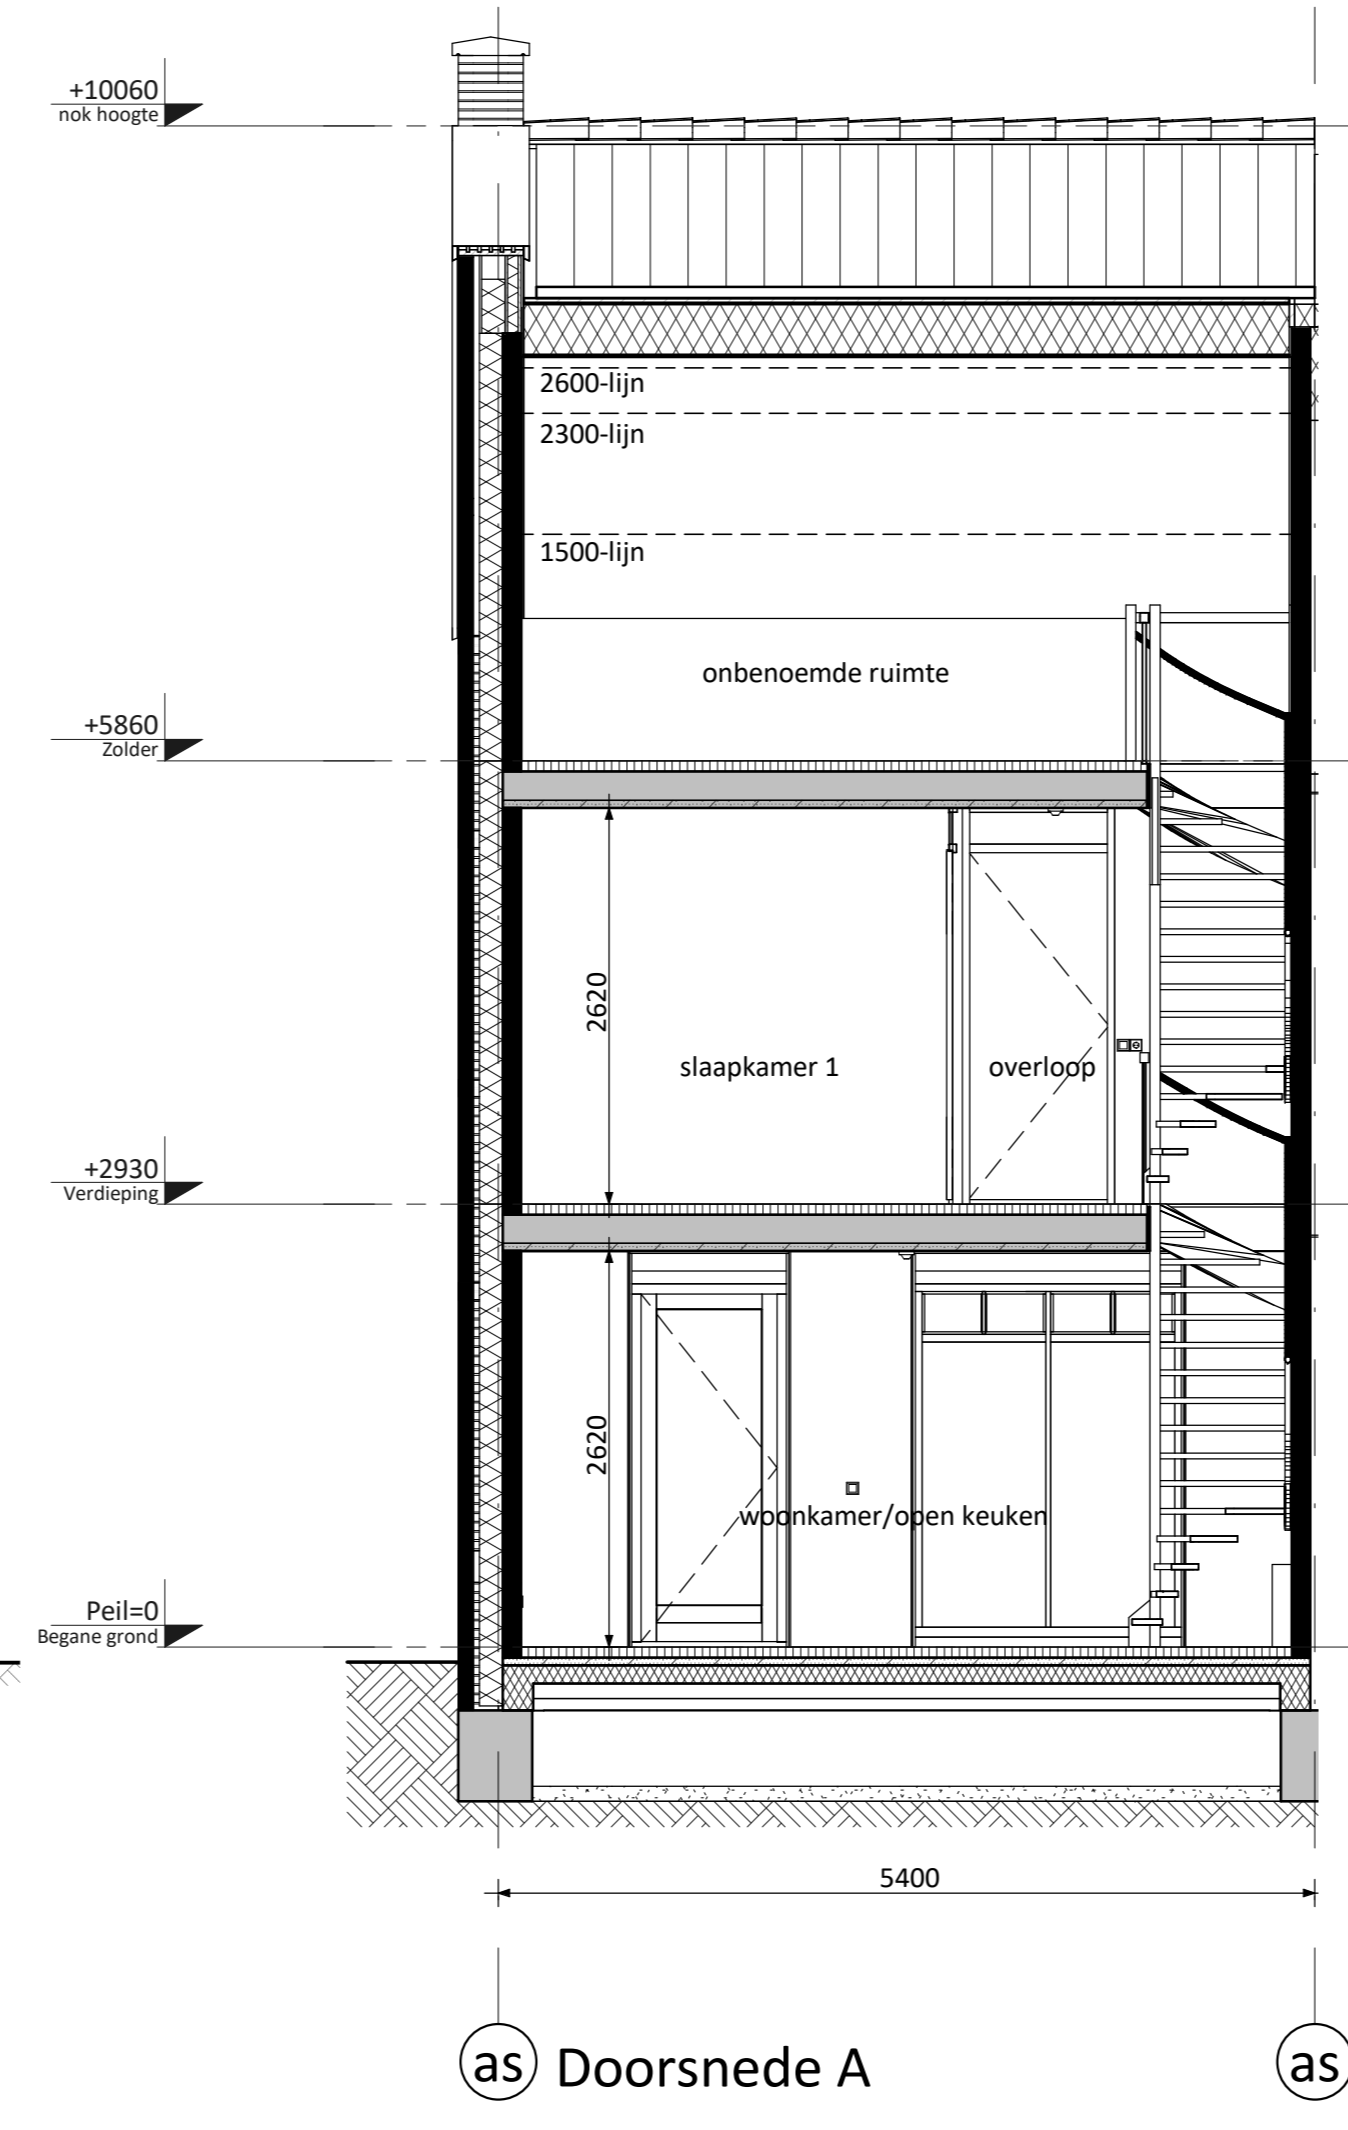 +10060
nok hoogte
2600-lijn
2300-lijn
1500-lijn
onbenoemde ruimte
+5860
Zolder
2620
slaapkamer 1
overloop
+2930
Verdieping
2620
woonkamer/open keuken
Peil=0
Begane grond
5400
as
Doorsnede A
as